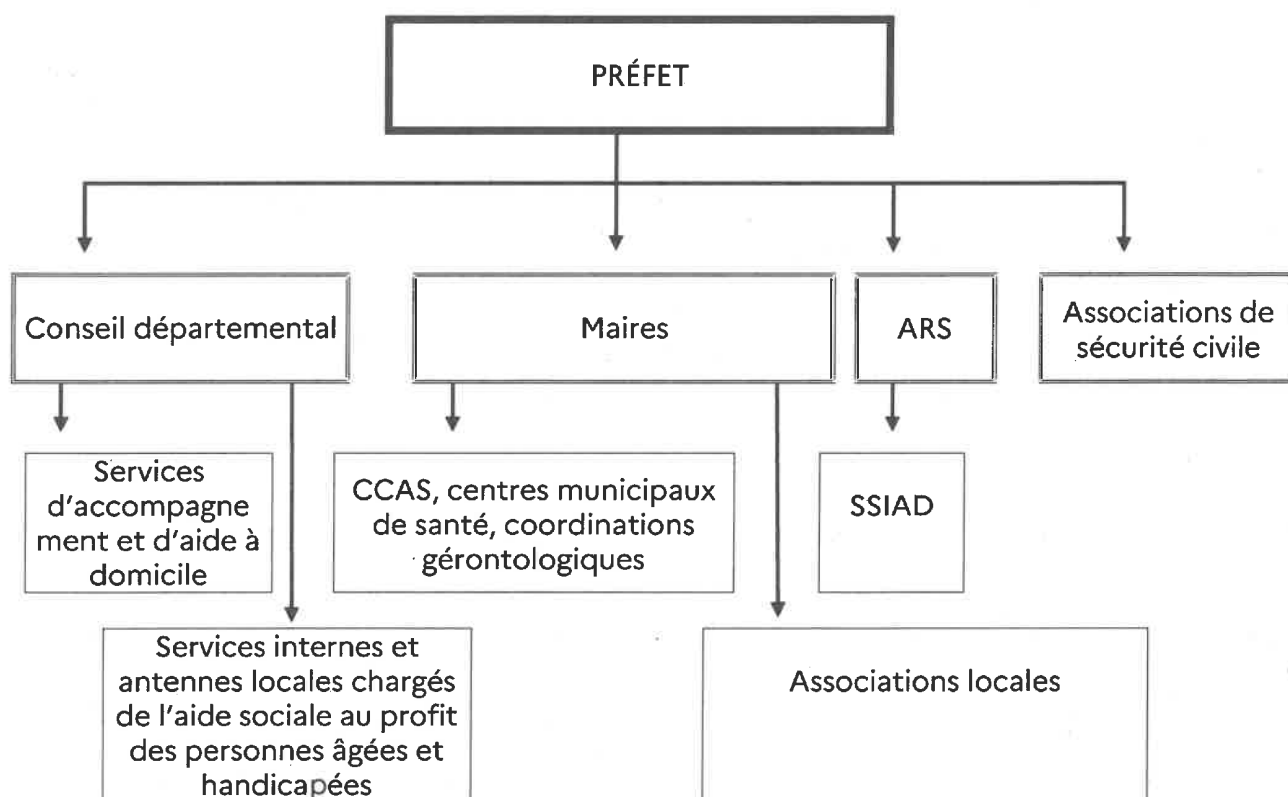 PRÉFET
Conseil départemental
Maires
ARS
Associations de
sécurité civile
Services
d'accompagne
ment et d'aide à
domicile
CCAS, centres municipaux
de santé, coordinations
gérontologiques
SSIAD
Services internes et
antennes locales chargés
de l'aide sociale au profit
des personnes âgées et
handicapées
Associations locales